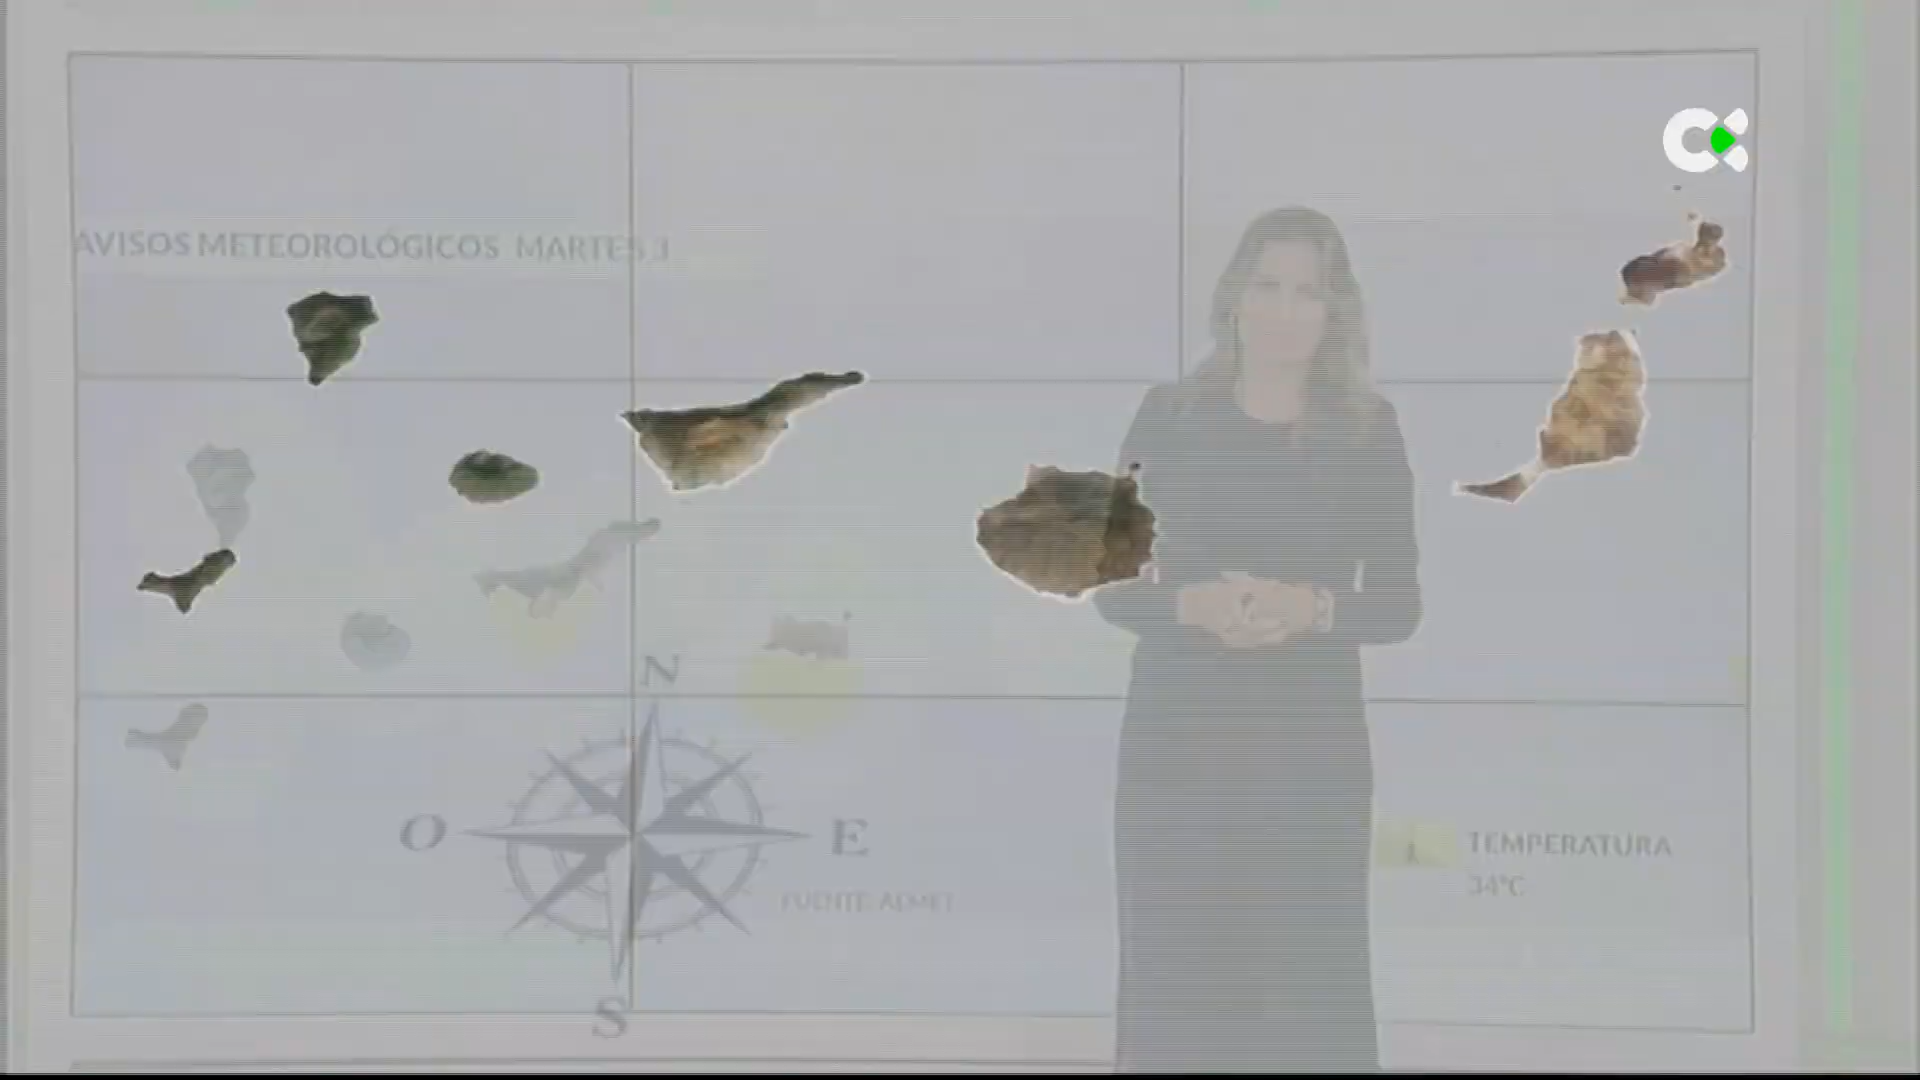 AVISOS METEOROLÓGICOS MARTES 3
N
O
E
S
FUENTE: AEMET
TEMPERATURA
34°C